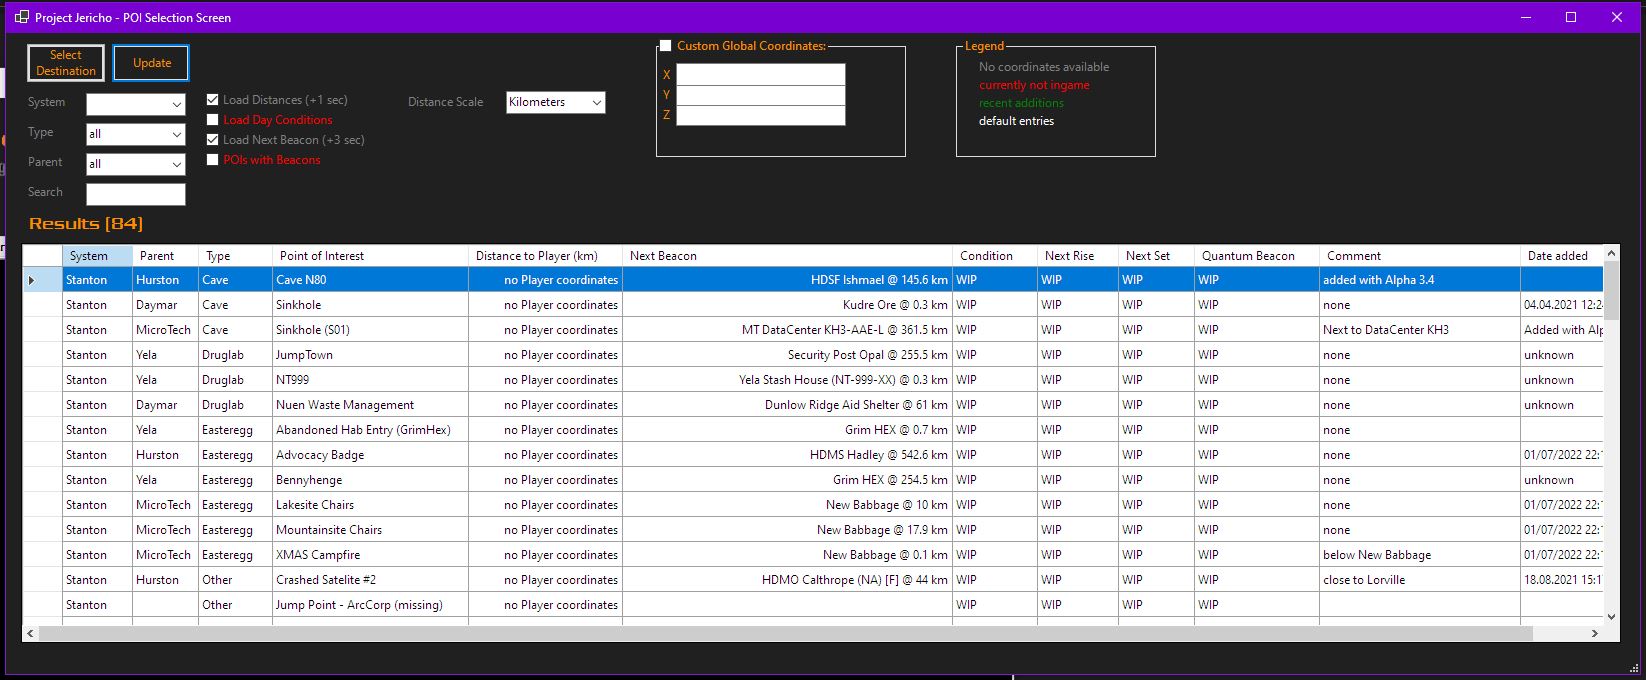 Project Jericho - POI Selection Screen
Select Destination
Update
Custom Global Coordinates:
X
Y
Z
Legend
No coordinates available
currently not ingame
recent additions
default entries
System
Type all
Parent all
Search
Load Distances (+1 sec)
Load Day Conditions
Load Next Beacon (+3 sec)
POIs with Beacons
Distance Scale Kilometers
Results [84]
System Parent Type Point of Interest Distance to Player (km) Next Beacon Condition Next Rise Next Set Quantum Beacon Comment Date added
Stanton Hurston Cave Cave N80 no Player coordinates HDSF Ishmael @ 145.6 km WIP WIP WIP WIP added with Alpha 3.4
Stanton Daymar Cave Sinkhole no Player coordinates Kudre Ore @ 0.3 km WIP WIP WIP WIP none 04.04.2021 12:2
Stanton MicroTech Cave Sinkhole (S01) no Player coordinates MT DataCenter KH3-AAE-L @ 361.5 km WIP WIP WIP WIP Next to DataCenter KH3 Added with Alp
Stanton Yela Druglab JumpTown no Player coordinates Security Post Opal @ 255.5 km WIP WIP WIP WIP none unknown
Stanton Yela Druglab NT999 no Player coordinates Yela Stash House (NT-999-XX) @ 0.3 km WIP WIP WIP WIP none unknown
Stanton Daymar Druglab Nuen Waste Management no Player coordinates Dunlow Ridge Aid Shelter @ 61 km WIP WIP WIP WIP none unknown
Stanton Yela Easteregg Abandoned Hab Entry (GrimHex) no Player coordinates Grim HEX @ 0.7 km WIP WIP WIP WIP none
Stanton Hurston Easteregg Advocacy Badge no Player coordinates HDMS Hadley @ 542.6 km WIP WIP WIP WIP none 01/07/2022 22:1
Stanton Yela Easteregg Bennyhenge no Player coordinates Grim HEX @ 254.5 km WIP WIP WIP WIP none unknown
Stanton MicroTech Easteregg Lakesite Chairs no Player coordinates New Babbage @ 10 km WIP WIP WIP WIP none 01/07/2022 22:1
Stanton MicroTech Easteregg Mountainsite Chairs no Player coordinates New Babbage @ 17.9 km WIP WIP WIP WIP none 01/07/2022 22:1
Stanton MicroTech Easteregg XMAS Campfire no Player coordinates New Babbage @ 0.1 km WIP WIP WIP WIP below New Babbage 01/07/2022 22:1
Stanton Hurston Other Crashed Satelite #2 no Player coordinates HDMO Calthrope (NA) [F] @ 44 km WIP WIP WIP WIP close to Lorville 18.08.2021 15:1
Stanton Other Jump Point - ArcCorp (missing) no Player coordinates WIP WIP WIP WIP